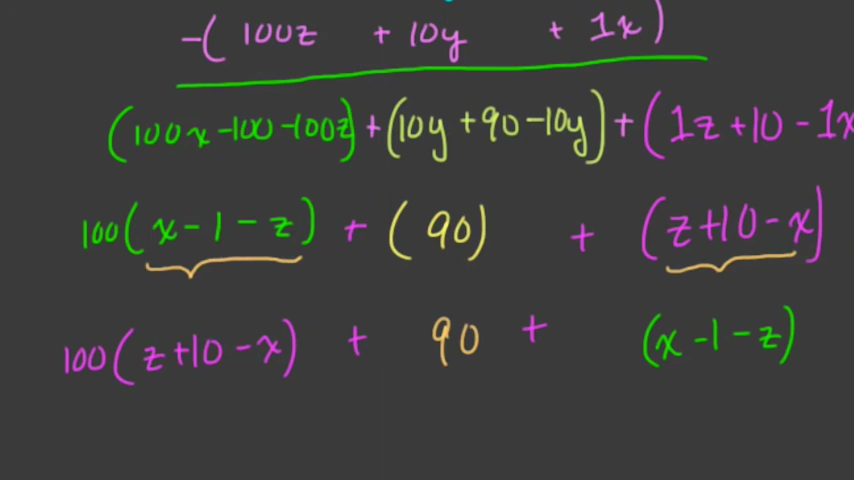 -( 100z + 10y + 1x )
(100x -100 -100z) + (10y +90 -10y) + (1z +10 - 1x
100( x - 1 - z ) + ( 90 ) + ( z +10 - x )
100( z +10 - x ) + 90 + ( x - 1 - z )